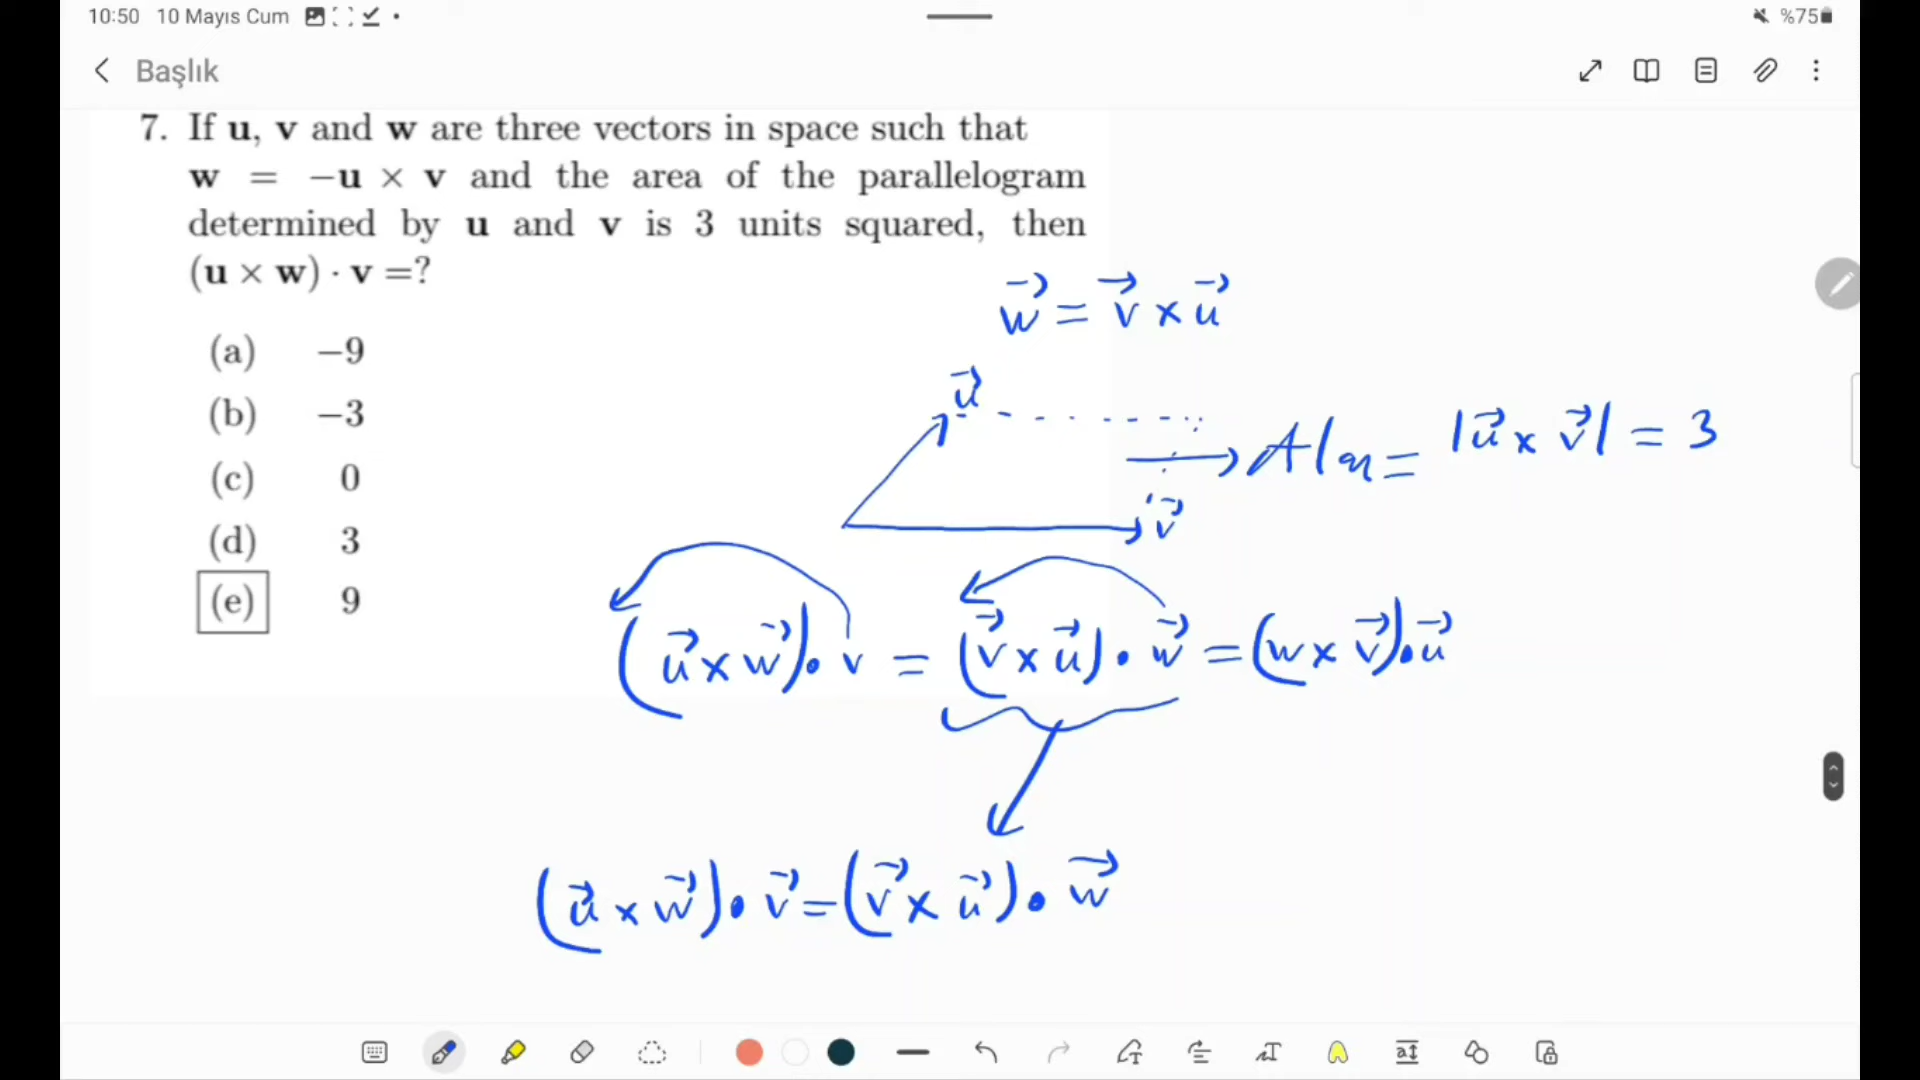 10:50 10 Mayıs Cum
%75
Başlık
7. If u, v and w are three vectors in space such that
w = −u × v and the area of the parallelogram
determined by u and v is 3 units squared, then
(u × w) · v =?
(a) −9
(b) −3
(c) 0
(d) 3
(e) 9
w⃗ = v⃗ × u⃗
u⃗
Alan = |u⃗ × v⃗| = 3
v⃗
(u⃗ × w⃗) · v = (v⃗ × u⃗) · w⃗ = (w × v⃗) · u⃗
(u⃗ × w⃗) · v⃗ = (v⃗ × u⃗) · w⃗